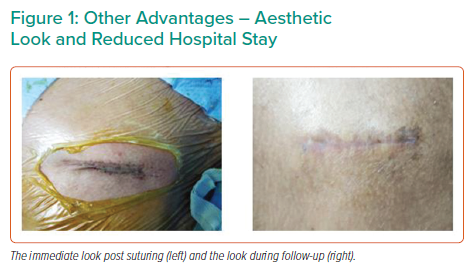 Figure 1: Other Advantages – Aesthetic
Look and Reduced Hospital Stay
The immediate look post suturing (left) and the look during follow-up (right).